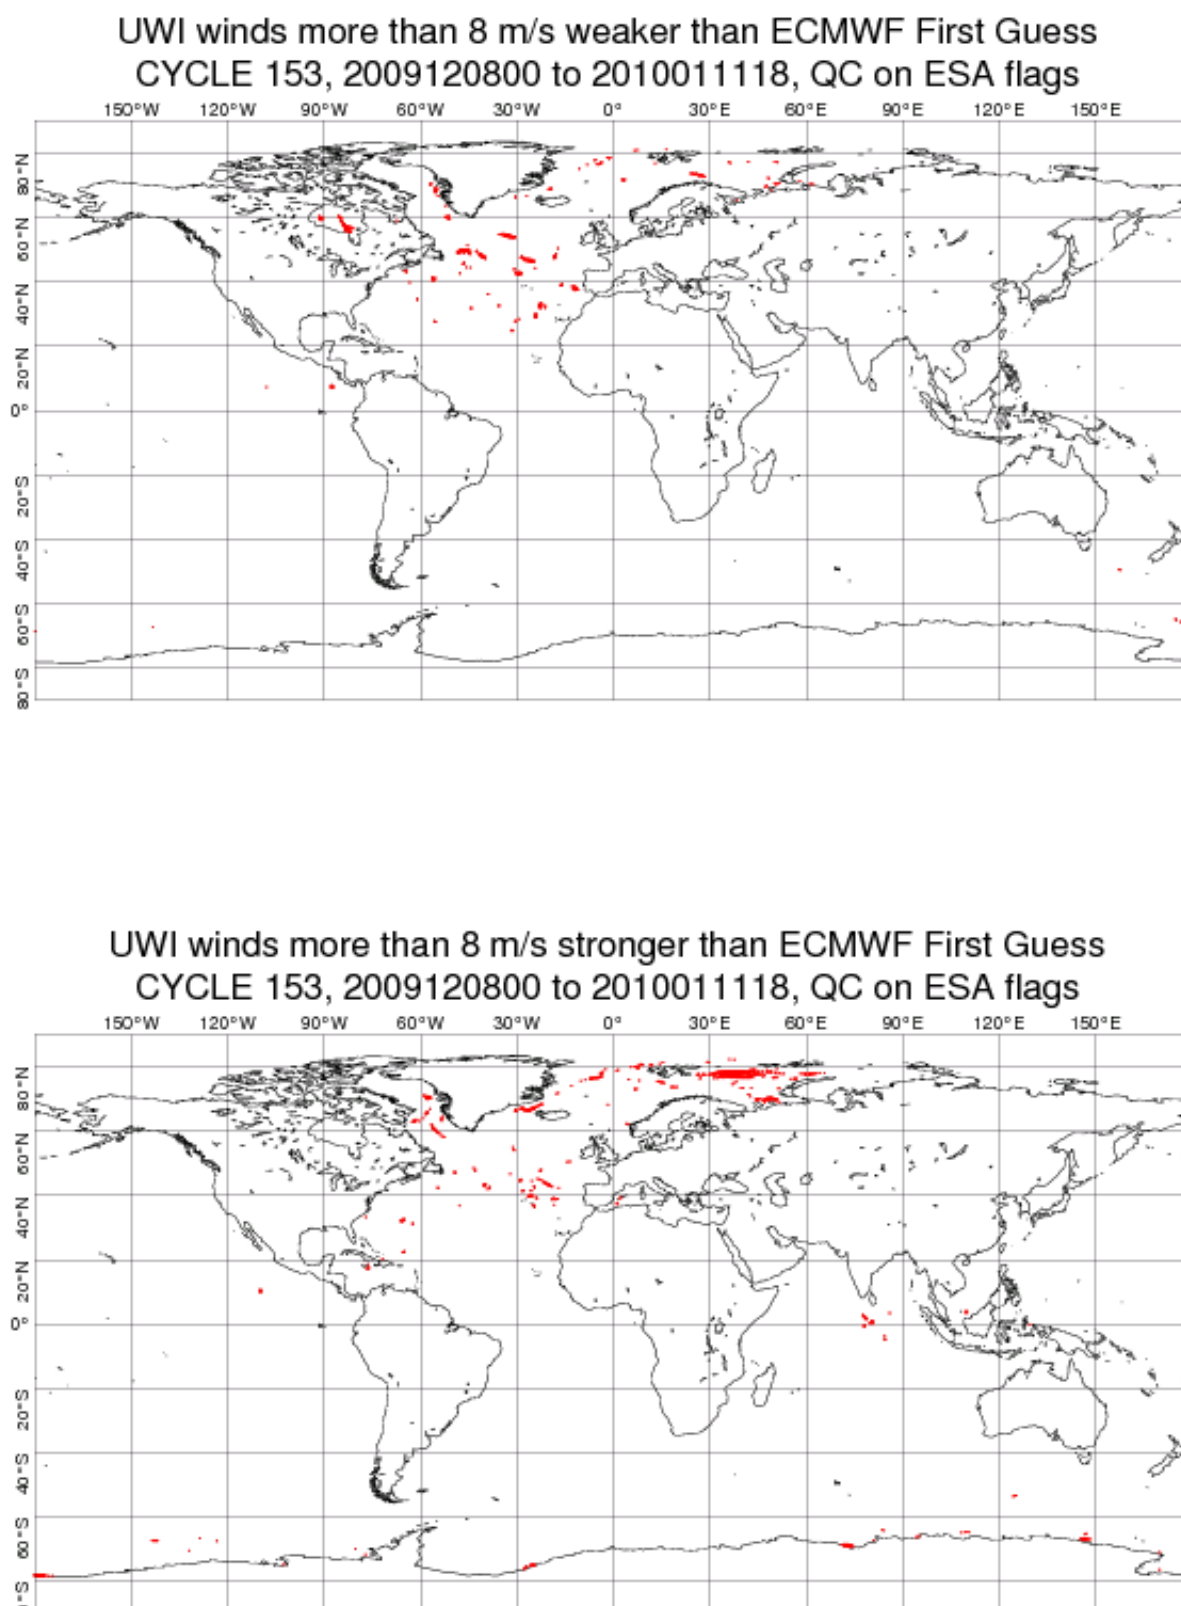 UWI winds more than 8 m/s weaker than ECMWF First Guess
CYCLE 153, 2009120800 to 2010011118, QC on ESA flags
150°W 120°W 90°W 60°W 30°W 0° 30°E 60°E 90°E 120°E 150°E
80°N
60°N
40°N
20°N
0°
20°S
40°S
60°S
80°S
UWI winds more than 8 m/s stronger than ECMWF First Guess
CYCLE 153, 2009120800 to 2010011118, QC on ESA flags
150°W 120°W 90°W 60°W 30°W 0° 30°E 60°E 90°E 120°E 150°E
80°N
60°N
40°N
20°N
0°
20°S
40°S
60°S